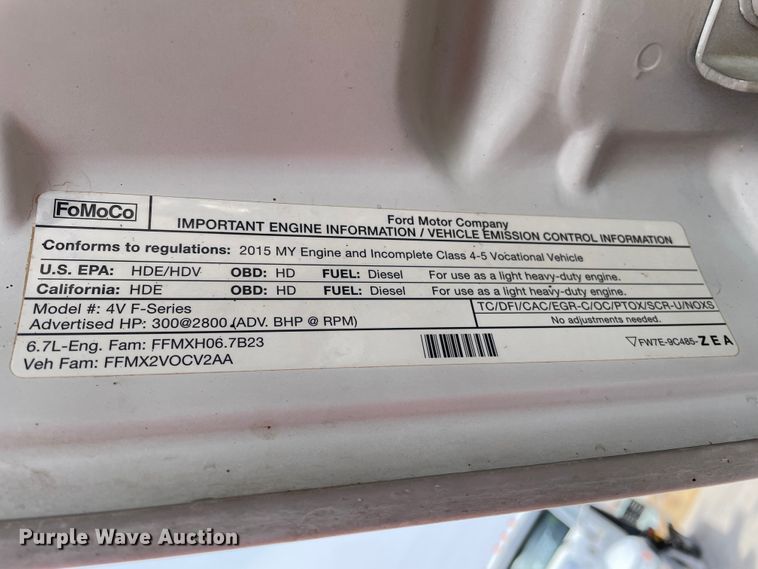 FoMoCo
Ford Motor Company
IMPORTANT ENGINE INFORMATION / VEHICLE EMISSION CONTROL INFORMATION
Conforms to regulations: 2015 MY Engine and Incomplete Class 4-5 Vocational Vehicle
U.S. EPA: HDE/HDV OBD: HD FUEL: Diesel For use as a light heavy-duty engine.
California: HDE OBD: HD FUEL: Diesel For use as a light heavy-duty engine.
Model #: 4V F-Series
Advertised HP: 300@2800 (ADV. BHP @ RPM)
TC/DFI/CAC/EGR-C/OC/PTOX/SCR-U/NOXS
No adjustments needed.
6.7L-Eng. Fam: FFMXH06.7B23
Veh Fam: FFMX2VOCV2AA
FW7E-9C485-ZEA
Purple Wave Auction®